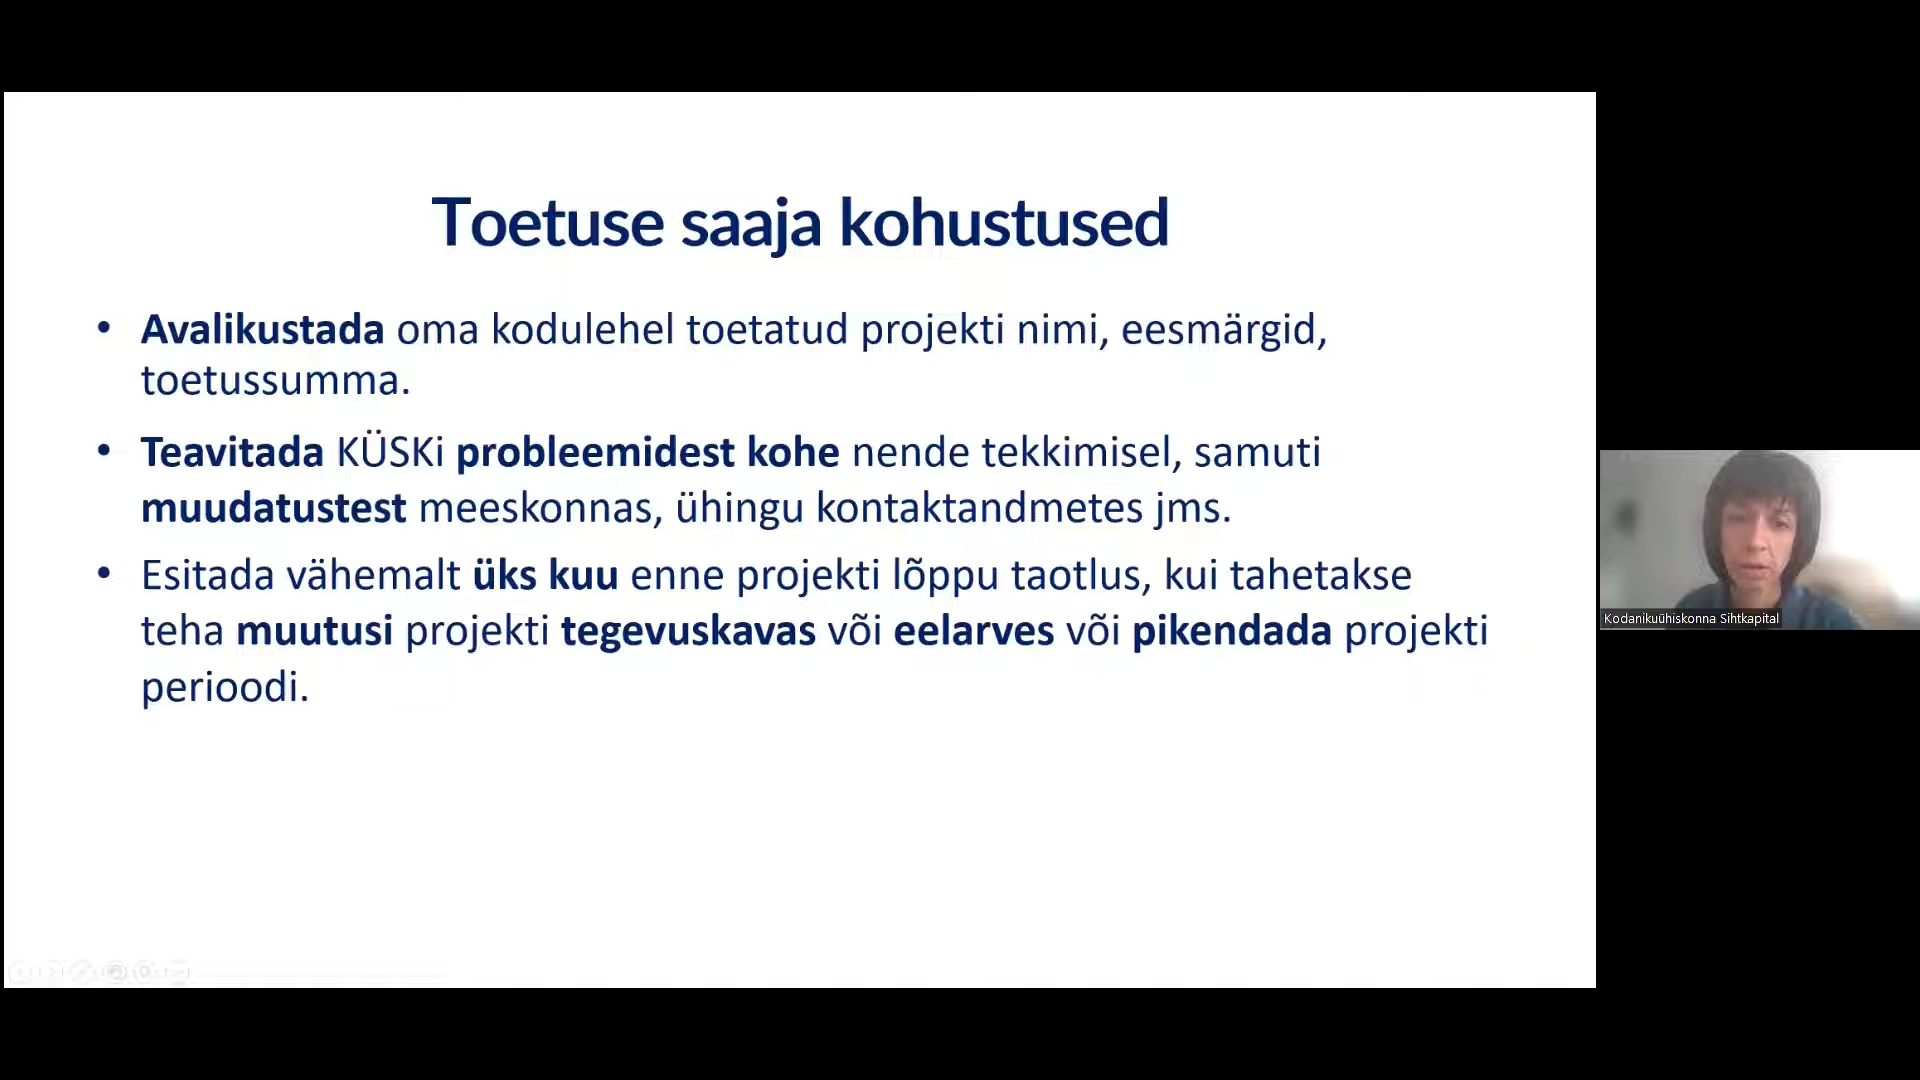 Toetuse saaja kohustused
• Avalikustada oma kodulehel toetatud projekti nimi, eesmärgid,
toetussumma.
• Teavitada KÜSKi probleemidest kohe nende tekkimisel, samuti
muudatustest meeskonnas, ühingu kontaktandmetes jms.
• Esitada vähemalt üks kuu enne projekti lõppu taotlus, kui tahetakse
teha muutusi projekti tegevuskavas või eelarves või pikendada projekti
perioodi.
Kodanikuühiskonna Sihtkapital